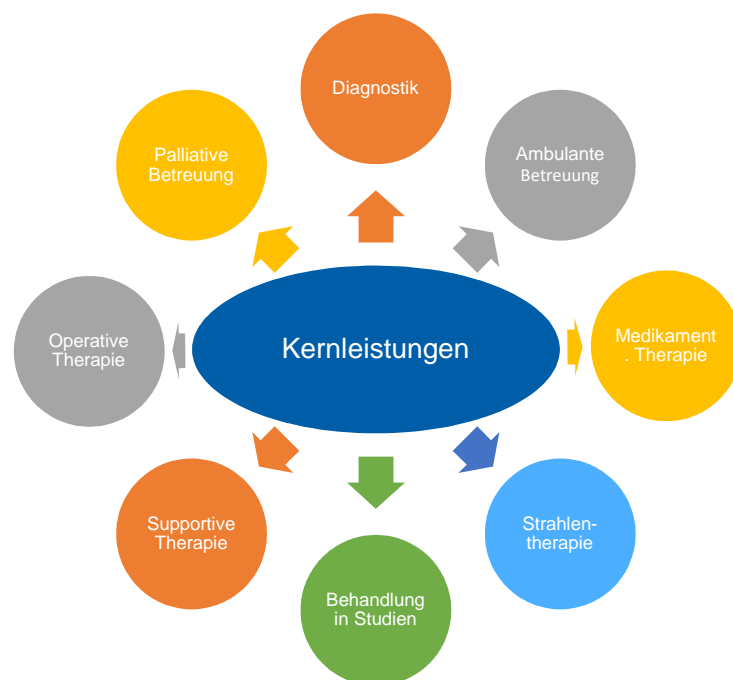 Diagnostik
Ambulante
Betreuung
Medikament
. Therapie
Strahlen-
therapie
Behandlung
in Studien
Supportive
Therapie
Operative
Therapie
Palliative
Betreuung
Kernleistungen